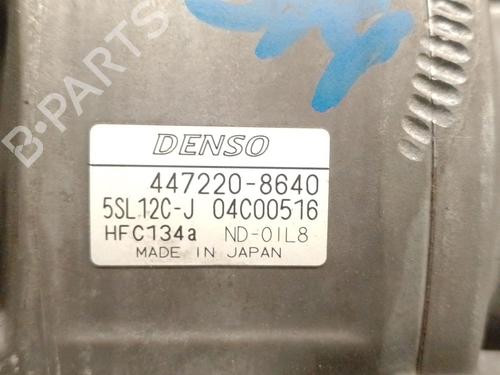 B-PARTS
DENSO
447220-8640
5SL12C-J 04C00516
HFC134a ND-OIL8
MADE IN JAPAN